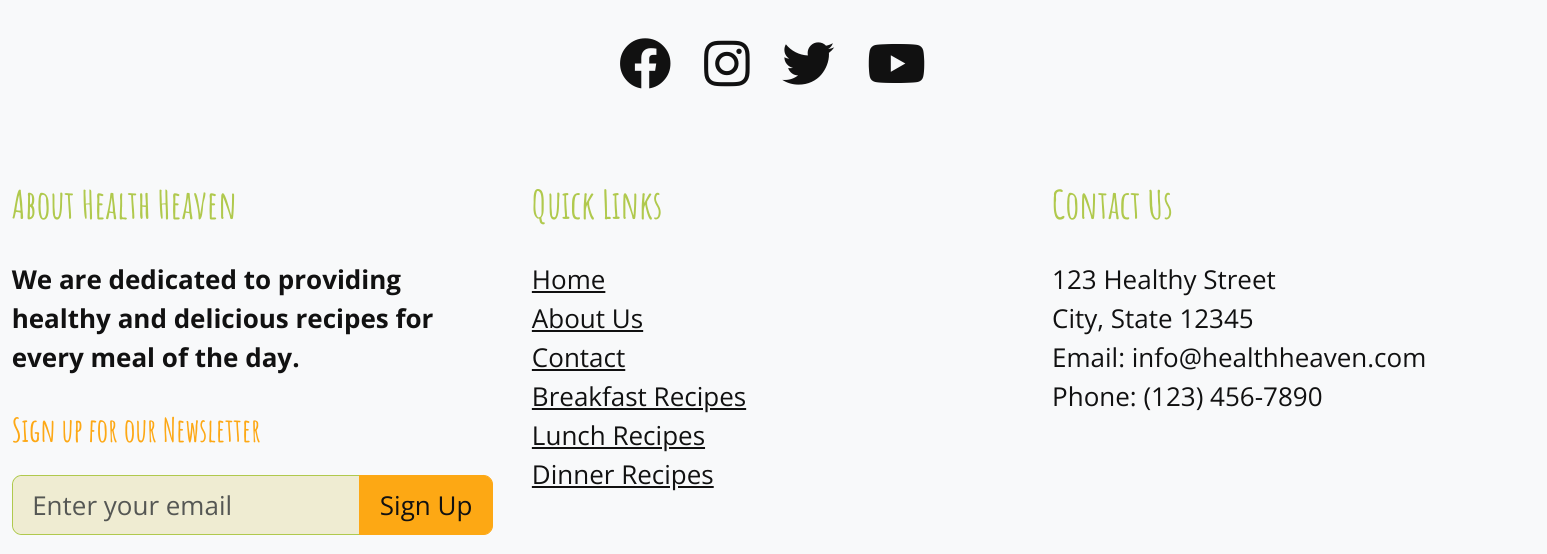 About Health Heaven
We are dedicated to providing
healthy and delicious recipes for
every meal of the day.
Sign up for our Newsletter
Enter your email
Sign Up
Quick Links
Home
About Us
Contact
Breakfast Recipes
Lunch Recipes
Dinner Recipes
Contact Us
123 Healthy Street
City, State 12345
Email: info@healthheaven.com
Phone: (123) 456-7890